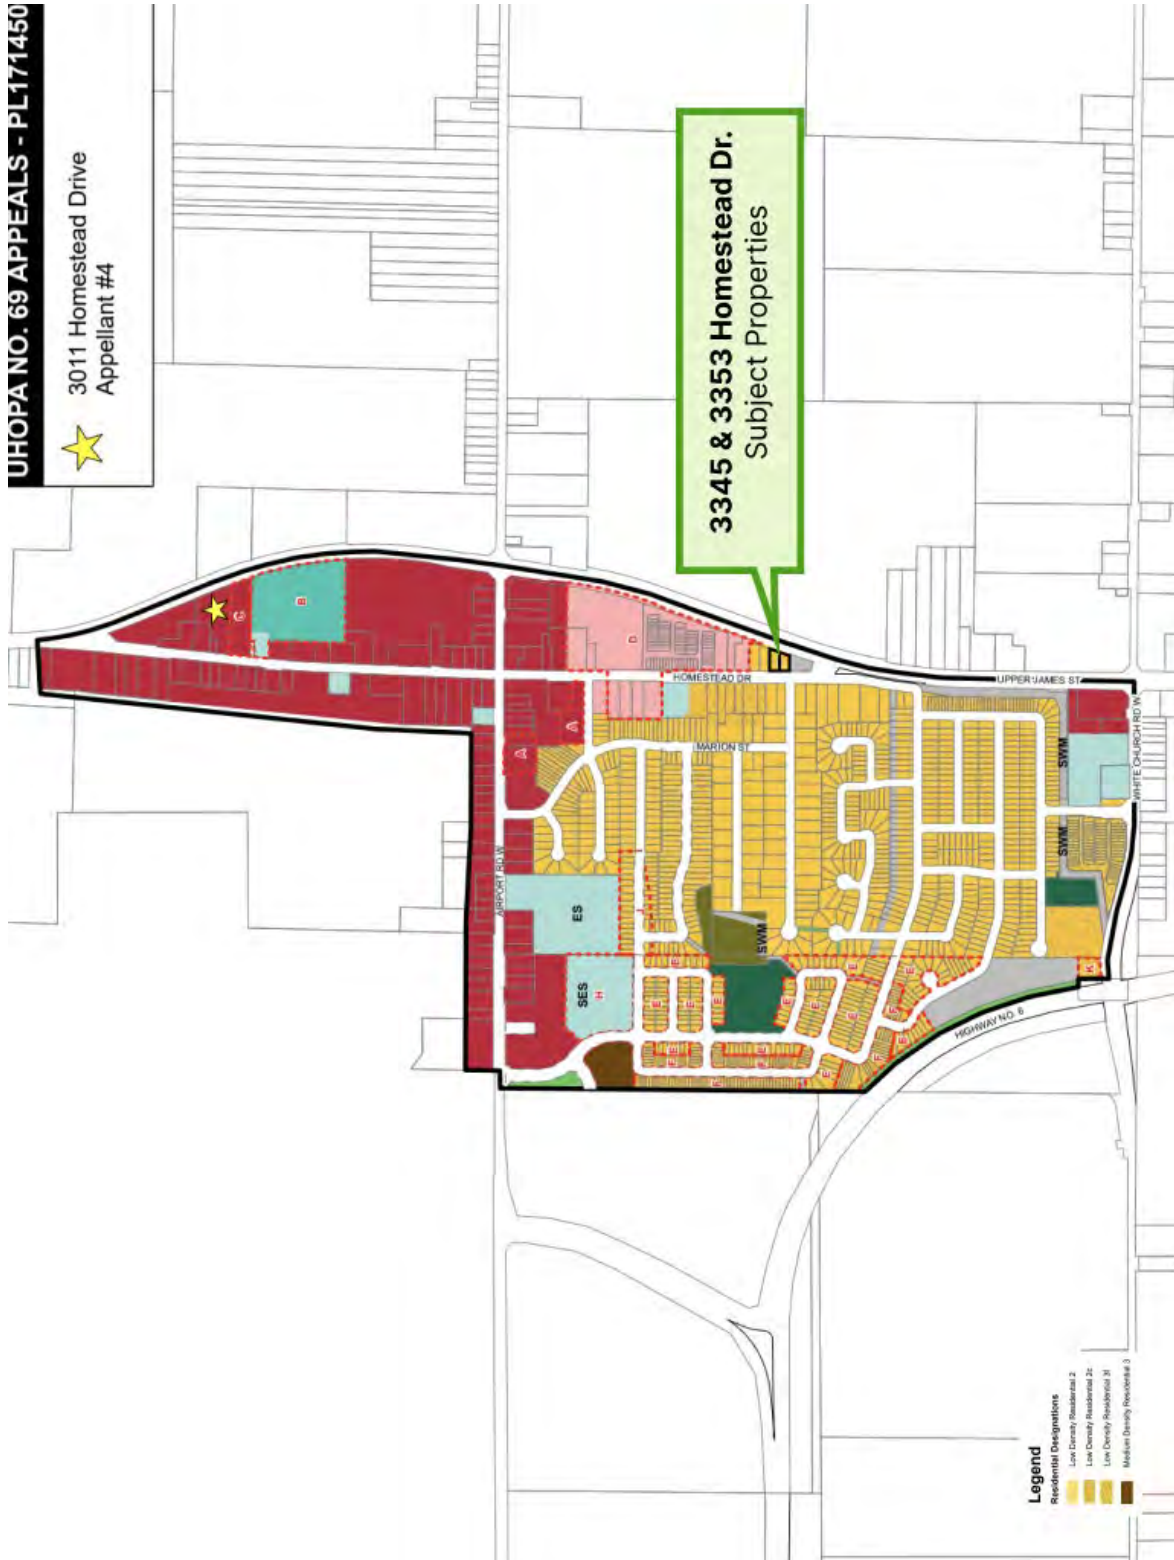 UHOPA NO. 69 APPEALS - PL171450
3011 Homestead Drive
Appellant #4
3345 & 3353 Homestead Dr.
Subject Properties
G
B
D
HOMESTEAD DR
UPPER JAMES ST
A
A
MARION ST
WHITE CHURCH RD W
SWM
SWM
AIRPORT RD W
ES
I
J
SWM
SES
H
E
E
E
E
E
E
E
E
E
E
E
E
K
HIGHWAY NO. 6
E
F
F
F
F
E
E
Legend
Residential Designations
Low Density Residential 2
Low Density Residential 2c
Low Density Residential 3f
Medium Density Residential 3